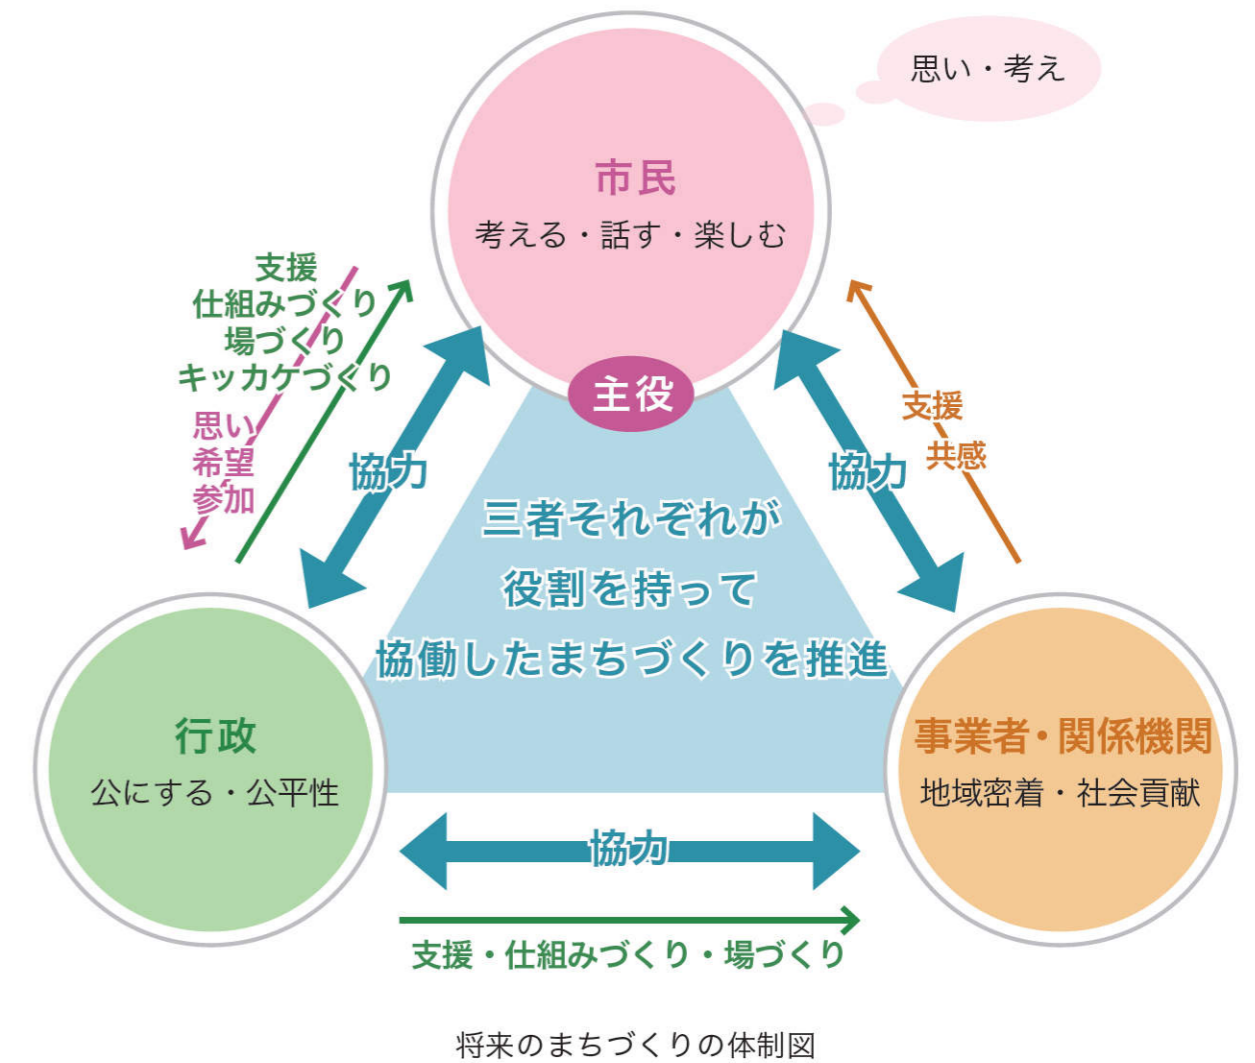 思い・考え
市民
考える・話す・楽しむ
主役
支援
仕組みづくり
場づくり
キッカケづくり
思い
希望
参加
協力
協力
支援
共感
三者それぞれが
役割を持って
協働したまちづくりを推進
行政
公にする・公平性
事業者・関係機関
地域密着・社会貢献
協力
支援・仕組みづくり・場づくり
将来のまちづくりの体制図